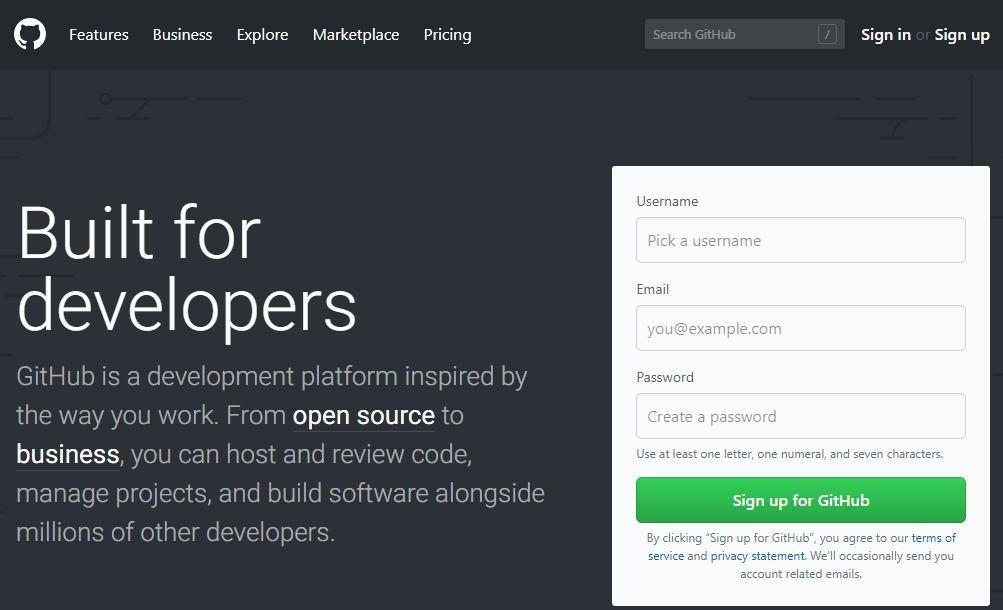 Features Business Explore Marketplace Pricing Search GitHub / Sign in or Sign up
Built for
developers
GitHub is a development platform inspired by
the way you work. From open source to
business, you can host and review code,
manage projects, and build software alongside
millions of other developers.
Username
Pick a username
Email
you@example.com
Password
Create a password
Use at least one letter, one numeral, and seven characters.
Sign up for GitHub
By clicking “Sign up for GitHub”, you agree to our terms of
service and privacy statement. We’ll occasionally send you
account related emails.